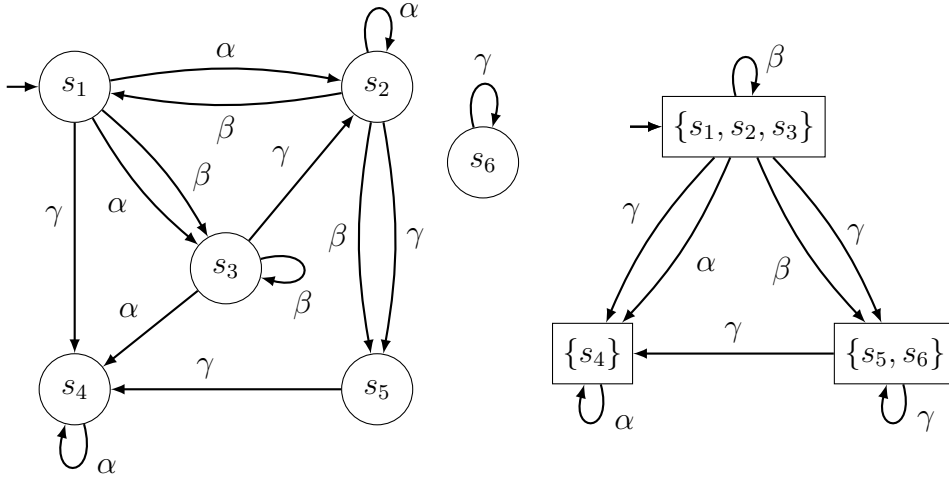 α
α
s₁
s₂
β
γ
β
{s₁, s₂, s₃}
s₆
β
γ
γ
α
β
γ
γ
γ
α
β
s₃
β
α
γ
{s₄}
{s₅, s₆}
γ
s₄
s₅
α
γ
α